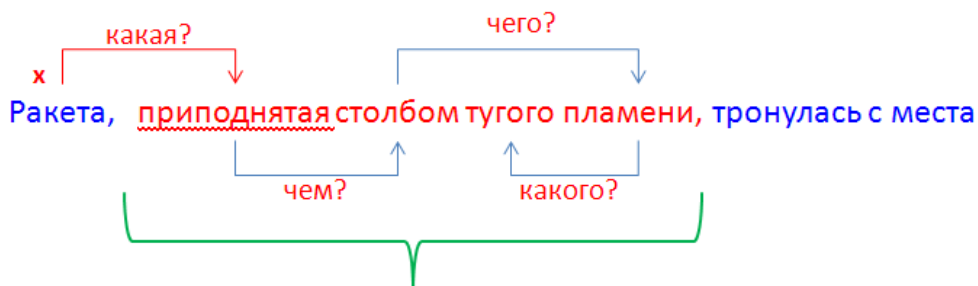 чего?
какая?
х
Ракета, приподнятая столбом тугого пламени, тронулась с места
чем?
какого?